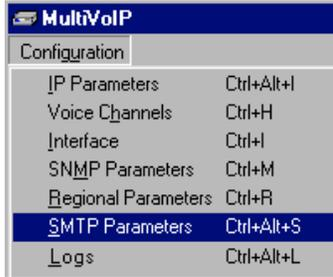 MultiVoIP
Configuration
IP Parameters Ctrl+Alt+I
Voice Channels Ctrl+H
Interface Ctrl+I
SNMP Parameters Ctrl+M
Regional Parameters Ctrl+R
SMTP Parameters Ctrl+Alt+S
Logs Ctrl+Alt+L